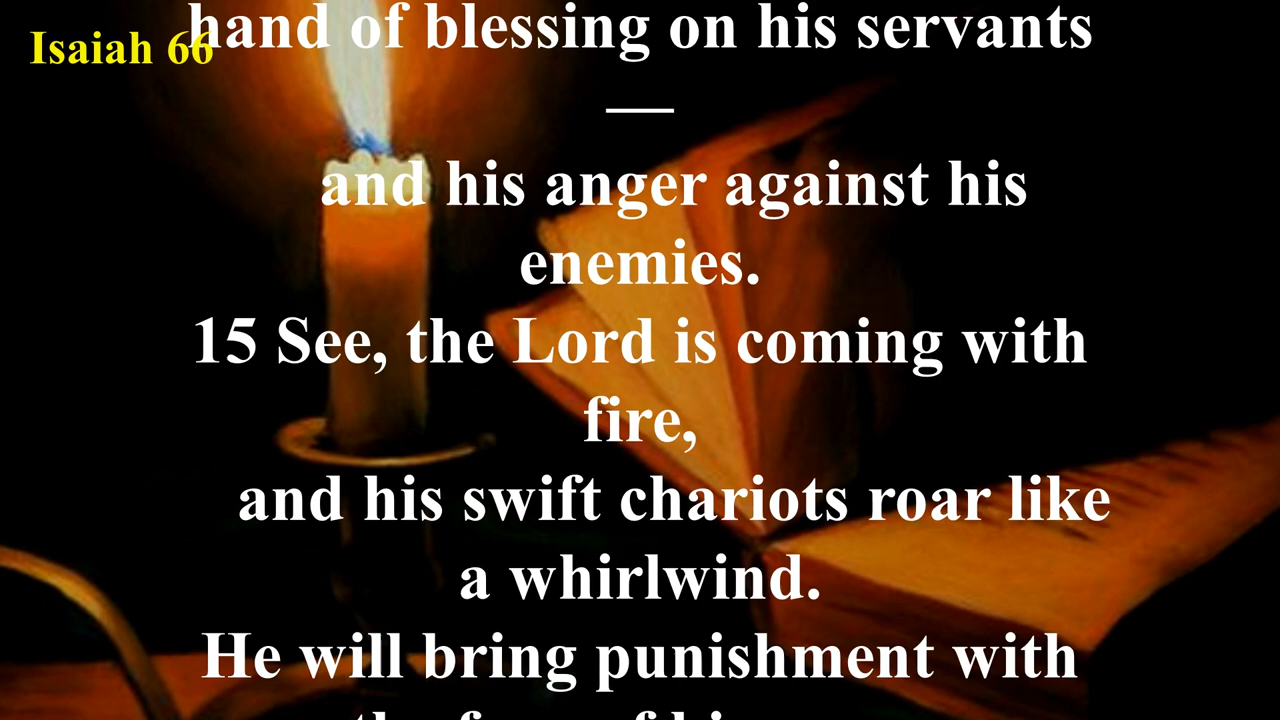 Isaiah 66
hand of blessing on his servants
—
and his anger against his
enemies.
15 See, the Lord is coming with
fire,
and his swift chariots roar like
a whirlwind.
He will bring punishment with